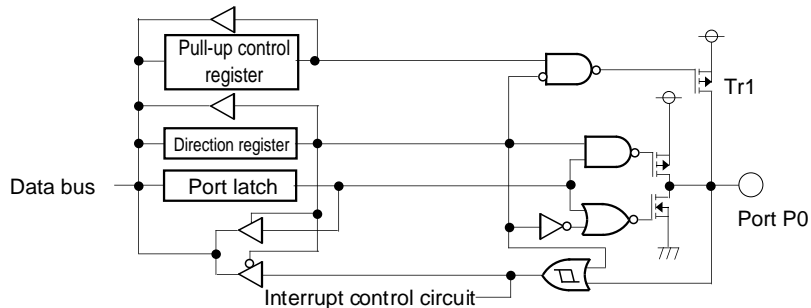 Pull-up control
register
Tr1
Direction register
Data bus
Port latch
Port P0
Interrupt control circuit